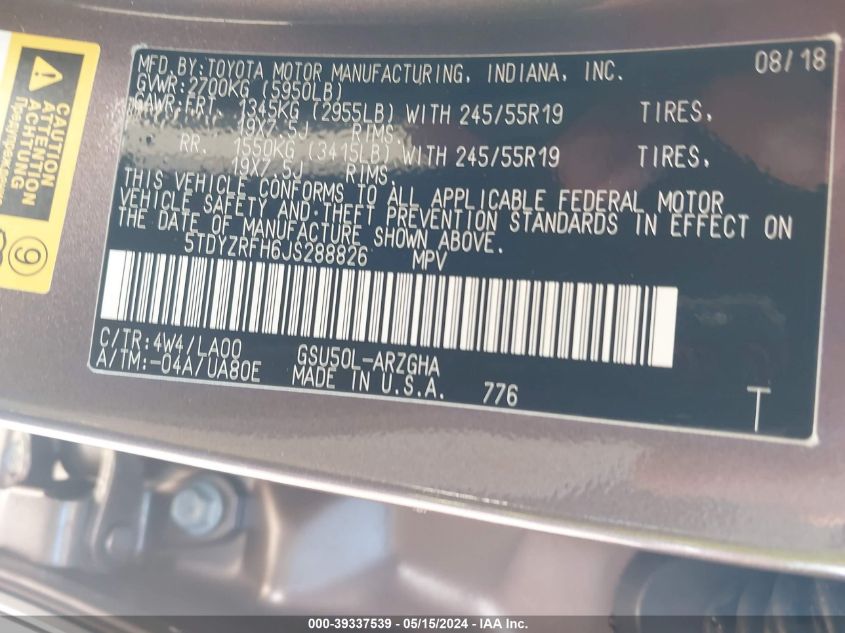 MFD. BY: TOYOTA MOTOR MANUFACTURING, INDIANA, INC. 08/18
GVWR: 2700KG (5950LB)
GAWR: FRT. 1345KG (2955LB) WITH 245/55R19 TIRES,
19X7.5J RIMS,
RR. 1550KG (3415LB) WITH 245/55R19 TIRES,
19X7.5J RIMS.
THIS VEHICLE CONFORMS TO ALL APPLICABLE FEDERAL MOTOR
VEHICLE SAFETY AND THEFT PREVENTION STANDARDS IN EFFECT ON
THE DATE OF MANUFACTURE SHOWN ABOVE.
5TDYZRFH6JS288826 MPV
C/TR: 4W4/LA00 GSU50L-ARZGHA
A/TM: -04A/UA80E MADE IN U.S.A. 776
T
CAUTION
ATTENTION
ACHTUNG
9
000-39337539 - 05/15/2024 - IAA Inc.